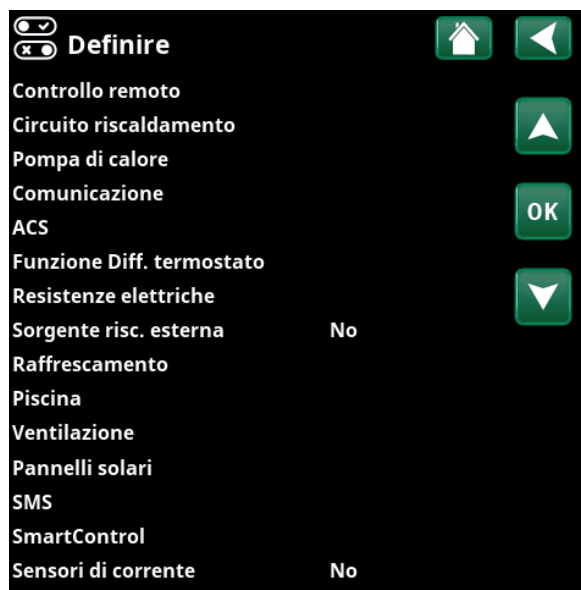 Definire
Controllo remoto
Circuito riscaldamento
Pompa di calore
Comunicazione
ACS
OK
Funzione Diff. termostato
Resistenze elettriche
Sorgente risc. esterna No
Raffrescamento
Piscina
Ventilazione
Pannelli solari
SMS
SmartControl
Sensori di corrente No